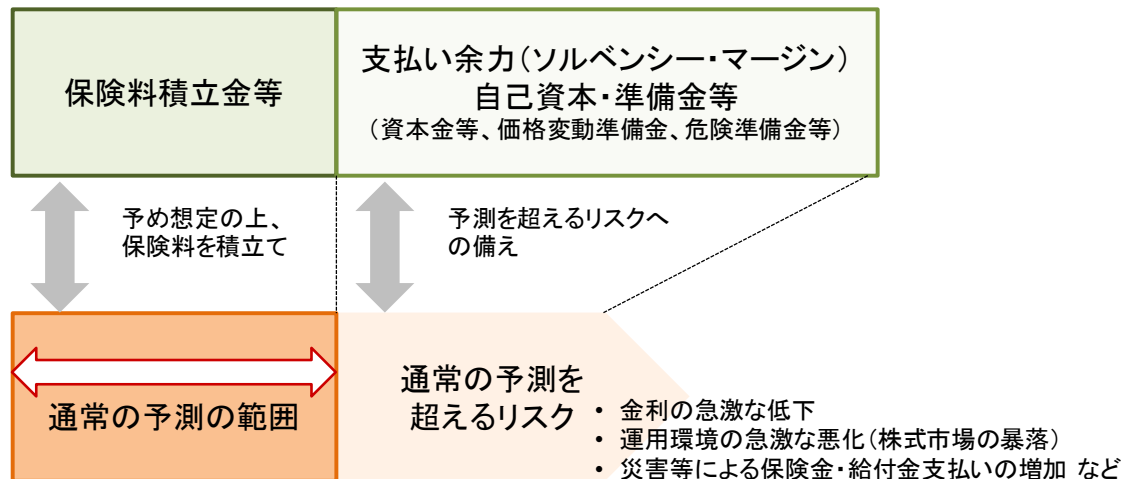 保険料積立金等
支払い余力（ソルベンシー・マージン）
自己資本・準備金等
（資本金等、価格変動準備金、危険準備金等）
予め想定の上、
保険料を積立て
予測を超えるリスクへ
の備え
通常の予測の範囲
通常の予測を
超えるリスク
• 金利の急激な低下
• 運用環境の急激な悪化（株式市場の暴落）
• 災害等による保険金・給付金支払いの増加 など